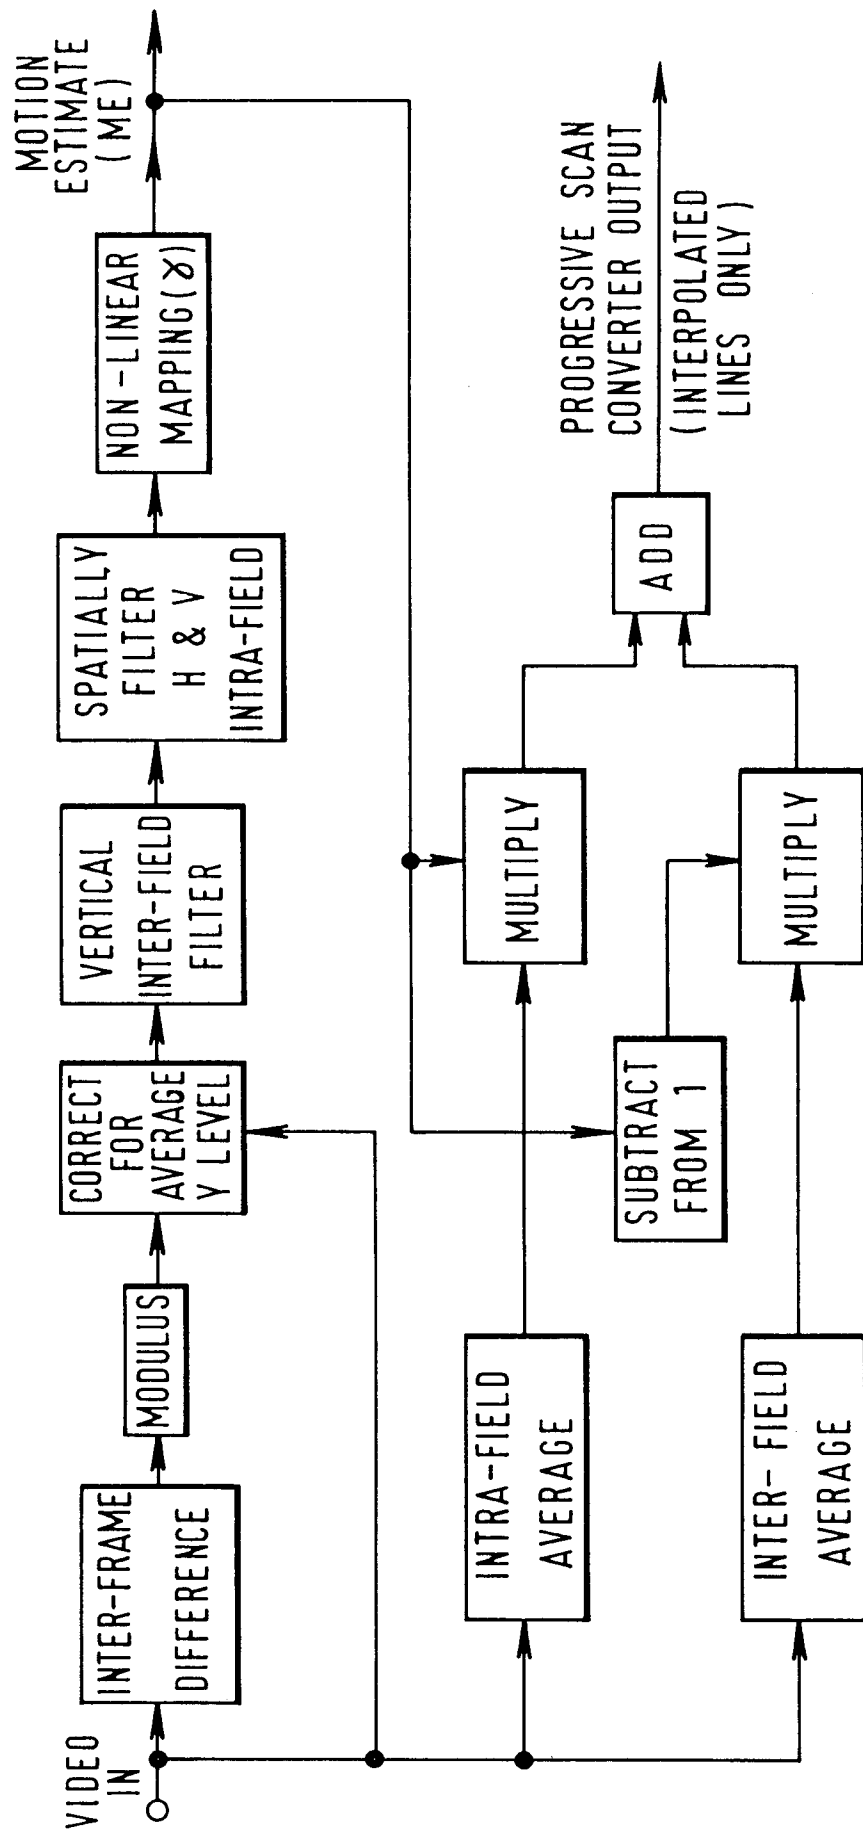 VIDEO
IN
INTER-FRAME
DIFFERENCE
MODULUS
CORRECT
FOR
AVERAGE
Y LEVEL
VERTICAL
INTER-FIELD
FILTER
SPATIALLY
FILTER
H & V
INTRA-FIELD
NON-LINEAR
MAPPING(γ)
MOTION
ESTIMATE
(ME)
INTRA-FIELD
AVERAGE
MULTIPLY
SUBTRACT
FROM 1
INTER-FIELD
AVERAGE
MULTIPLY
ADD
PROGRESSIVE SCAN
CONVERTER OUTPUT
(INTERPOLATED
LINES ONLY)